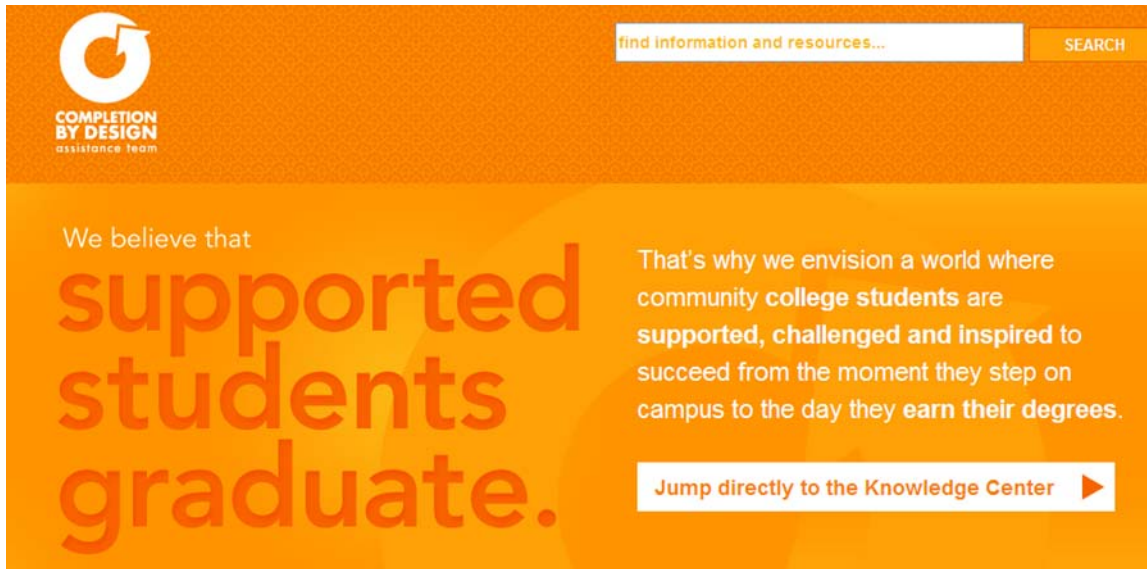 COMPLETION
BY DESIGN
assistance team
find information and resources...
SEARCH
We believe that
supported
students
graduate.
That's why we envision a world where
community college students are
supported, challenged and inspired to
succeed from the moment they step on
campus to the day they earn their degrees.
Jump directly to the Knowledge Center